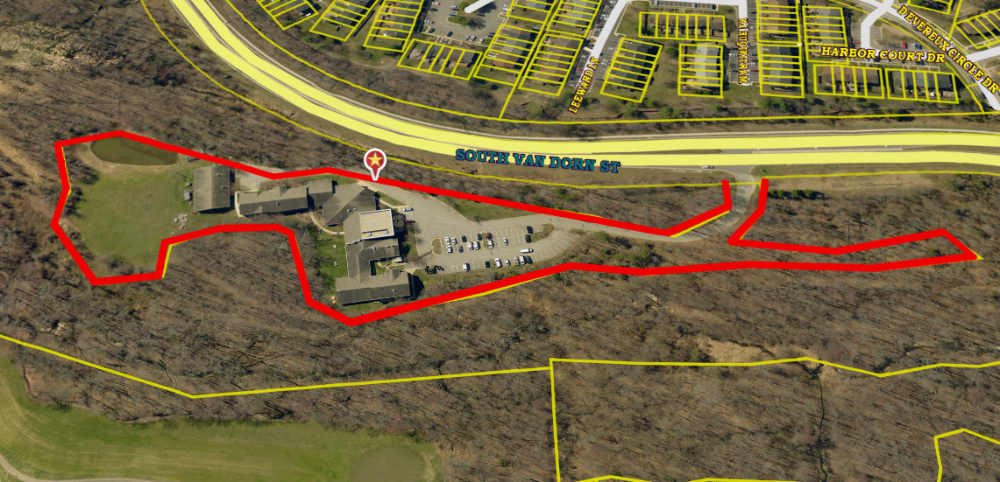 DEVEREUX CIRCLE DR
HARBOR COURT DR
LEEWARD LN
SOUTH VAN DORN ST